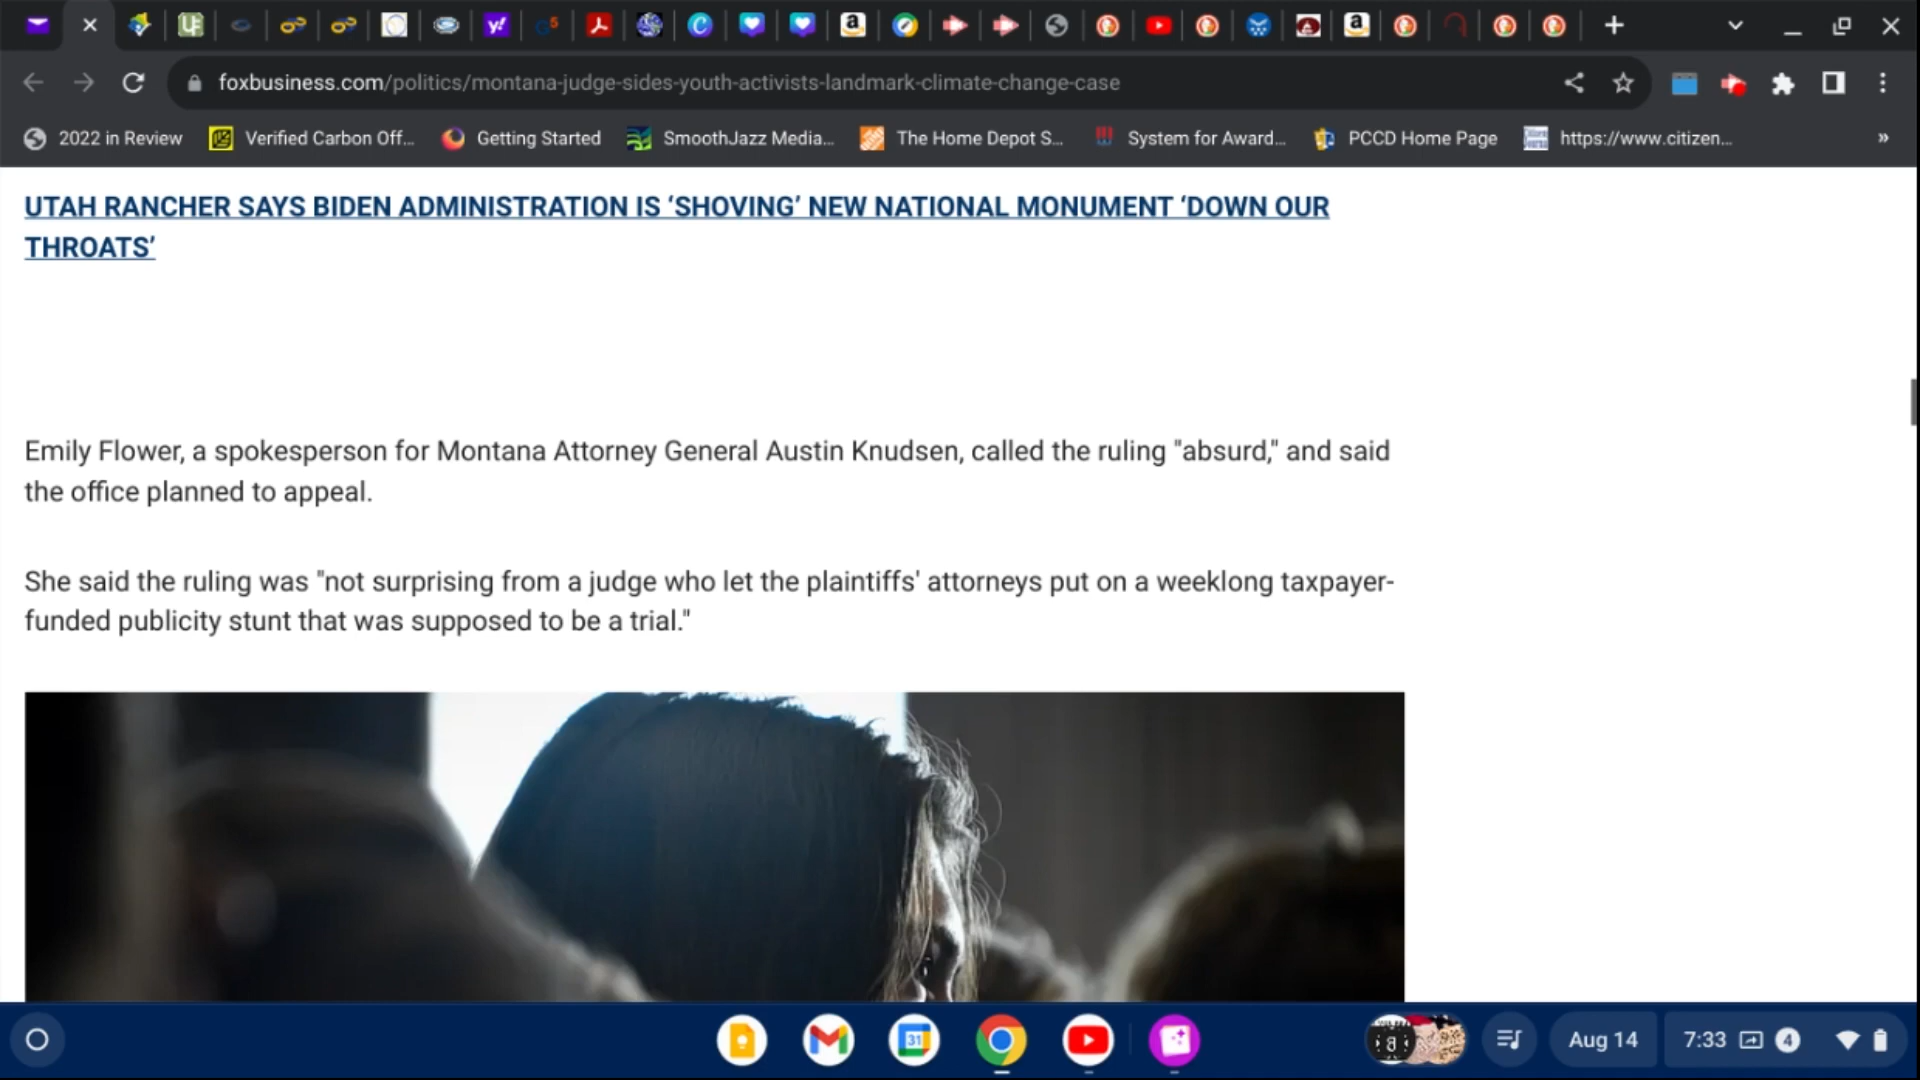 foxbusiness.com/politics/montana-judge-sides-youth-activists-landmark-climate-change-case
2022 in Review Verified Carbon Off... Getting Started SmoothJazz Media... The Home Depot S... System for Award... PCCD Home Page https://www.citizen... »
UTAH RANCHER SAYS BIDEN ADMINISTRATION IS ‘SHOVING’ NEW NATIONAL MONUMENT ‘DOWN OUR
THROATS’
Emily Flower, a spokesperson for Montana Attorney General Austin Knudsen, called the ruling "absurd," and said
the office planned to appeal.
She said the ruling was "not surprising from a judge who let the plaintiffs' attorneys put on a weeklong taxpayer-
funded publicity stunt that was supposed to be a trial."
31 Aug 14 7:33 4